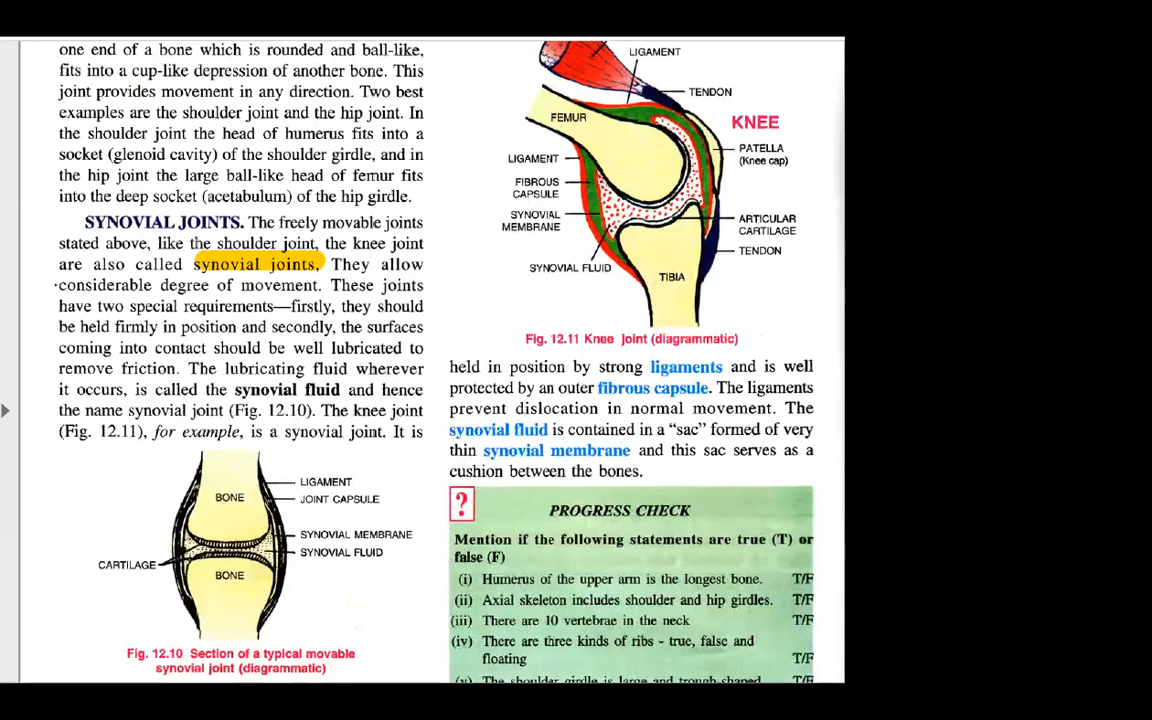 one end of a bone which is rounded and ball-like,
fits into a cup-like depression of another bone. This
joint provides movement in any direction. Two best
examples are the shoulder joint and the hip joint. In
the shoulder joint the head of humerus fits into a
socket (glenoid cavity) of the shoulder girdle, and in
the hip joint the large ball-like head of femur fits
into the deep socket (acetabulum) of the hip girdle.
SYNOVIAL JOINTS. The freely movable joints
stated above, like the shoulder joint, the knee joint
are also called synovial joints, They allow
considerable degree of movement. These joints
have two special requirements—firstly, they should
be held firmly in position and secondly, the surfaces
coming into contact should be well lubricated to
remove friction. The lubricating fluid wherever
it occurs, is called the synovial fluid and hence
the name synovial joint (Fig. 12.10). The knee joint
(Fig. 12.11), for example, is a synovial joint. It is
BONE
LIGAMENT
JOINT CAPSULE
SYNOVIAL MEMBRANE
SYNOVIAL FLUID
CARTILAGE
BONE
Fig. 12.10 Section of a typical movable
synovial joint (diagrammatic)
LIGAMENT
TENDON
FEMUR
KNEE
PATELLA
(Knee cap)
LIGAMENT
FIBROUS
CAPSULE
SYNOVIAL
MEMBRANE
ARTICULAR
CARTILAGE
TENDON
SYNOVIAL FLUID
TIBIA
Fig. 12.11 Knee joint (diagrammatic)
held in position by strong ligaments and is well
protected by an outer fibrous capsule. The ligaments
prevent dislocation in normal movement. The
synovial fluid is contained in a “sac” formed of very
thin synovial membrane and this sac serves as a
cushion between the bones.
?
PROGRESS CHECK
Mention if the following statements are true (T) or
false (F)
(i) Humerus of the upper arm is the longest bone. T/F
(ii) Axial skeleton includes shoulder and hip girdles. T/F
(iii) There are 10 vertebrae in the neck T/F
(iv) There are three kinds of ribs - true, false and
floating T/F
(v) The shoulder girdle is large and trough-shaped T/F